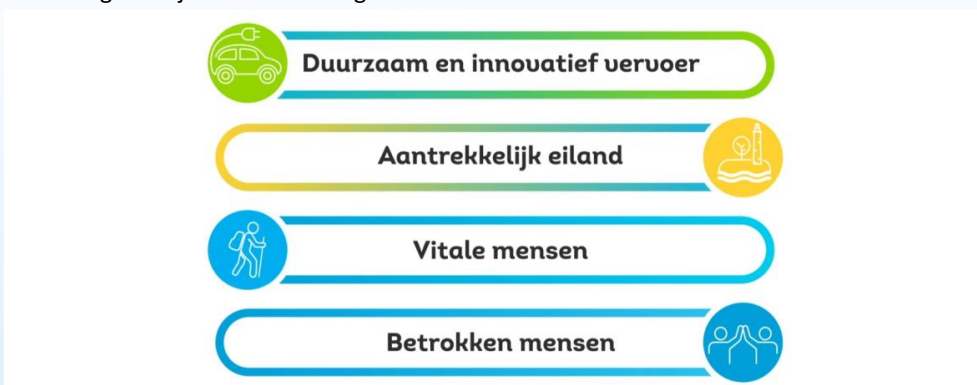 Duurzaam en innovatief vervoer
Aantrekkelijk eiland
Vitale mensen
Betrokken mensen